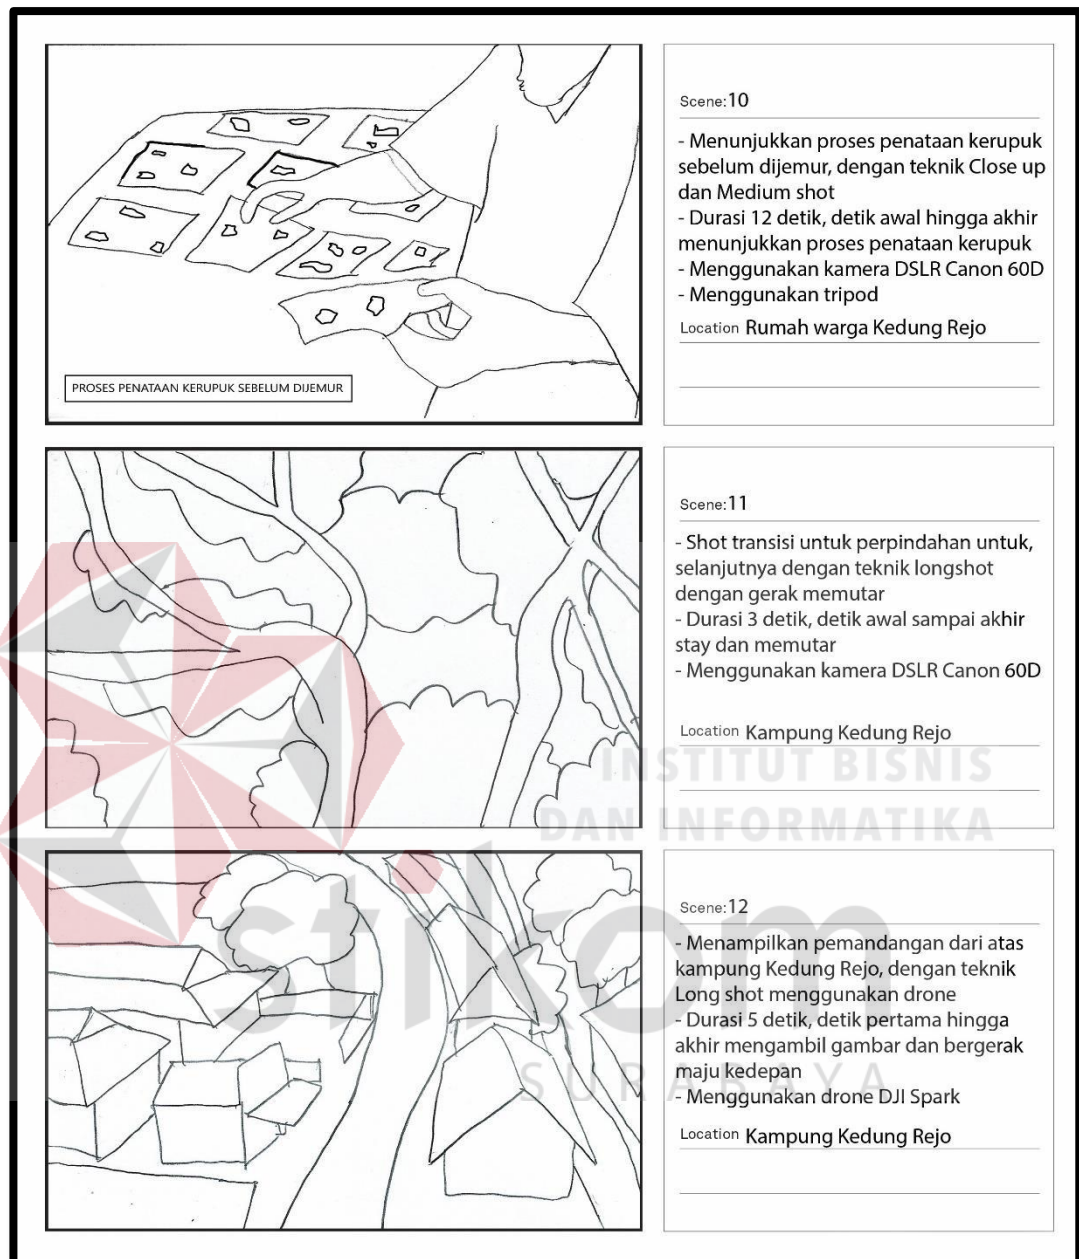 Scene:10
- Menunjukkan proses penataan kerupuk
sebelum dijemur, dengan teknik Close up
dan Medium shot
- Durasi 12 detik, detik awal hingga akhir
menunjukkan proses penataan kerupuk
- Menggunakan kamera DSLR Canon 60D
- Menggunakan tripod
Location Rumah warga Kedung Rejo
PROSES PENATAAN KERUPUK SEBELUM DIJEMUR
Scene:11
- Shot transisi untuk perpindahan untuk,
selanjutnya dengan teknik longshot
dengan gerak memutar
- Durasi 3 detik, detik awal sampai akhir
stay dan memutar
- Menggunakan kamera DSLR Canon 60D
Location Kampung Kedung Rejo
INSTITUT BISNIS
DAN INFORMATIKA
stikom
SURABAYA
Scene:12
- Menampilkan pemandangan dari atas
kampung Kedung Rejo, dengan teknik
Long shot menggunakan drone
- Durasi 5 detik, detik pertama hingga
akhir mengambil gambar dan bergerak
maju kedepan
- Menggunakan drone DJI Spark
Location Kampung Kedung Rejo